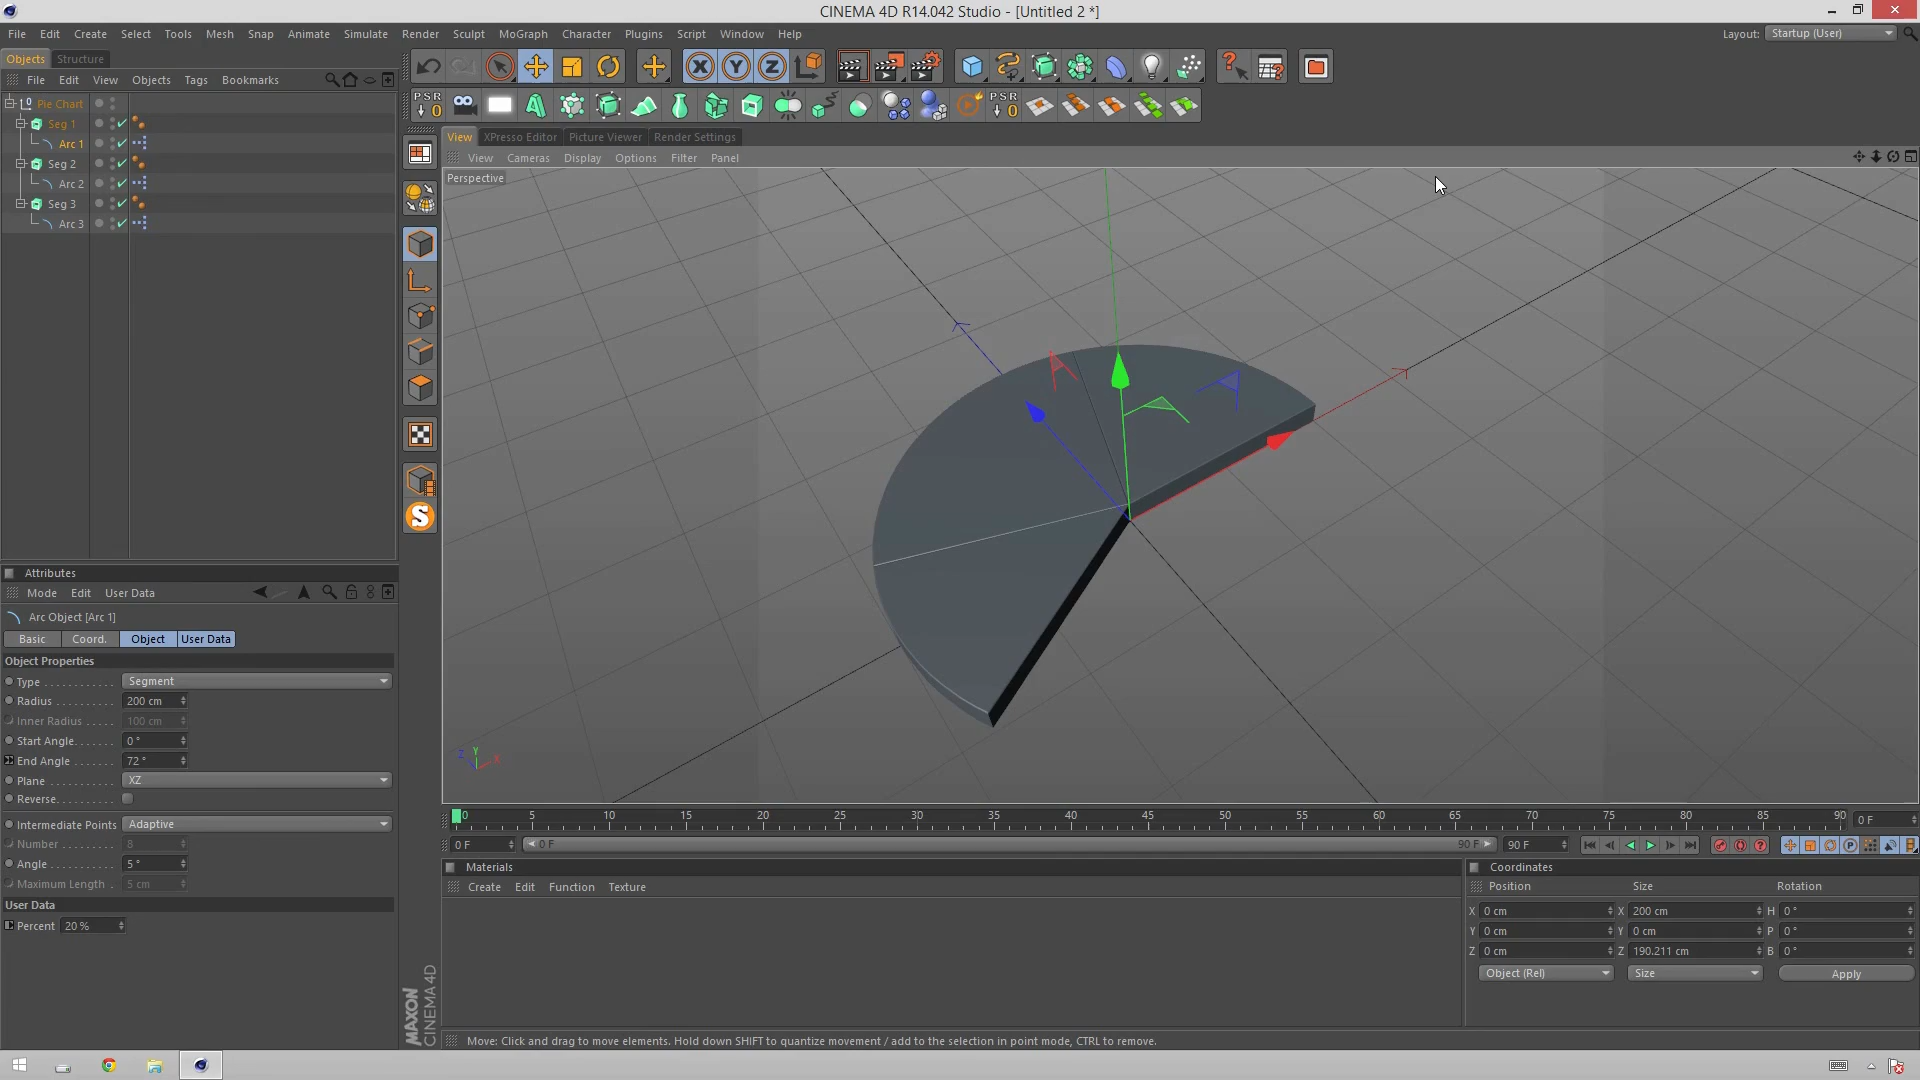 CINEMA 4D R14.042 Studio - [Untitled 2 *]
File Edit Create Select Tools Mesh Snap Animate Simulate Render Sculpt MoGraph Character Plugins Script Window Help
Layout: Startup (User)
Objects Structure
File Edit View Objects Tags Bookmarks
PSR 0
PSR 0
Pie Chart
Seg 1
Arc 1
Seg 2
Arc 2
Seg 3
Arc 3
View XPresso Editor Picture Viewer Render Settings
View Cameras Display Options Filter Panel
Perspective
X Y Z
Attributes
Mode Edit User Data
Arc Object [Arc 1]
Basic Coord. Object User Data
Object Properties
Type Segment
Radius 200 cm
Inner Radius 100 cm
Start Angle 0 °
End Angle 72 °
Plane XZ
Reverse
Intermediate Points Adaptive
Number 8
Angle 5 °
Maximum Length 5 cm
User Data
Percent 20 %
0 5 10 15 20 25 30 35 40 45 50 55 60 65 70 75 80 85 90 0 F
0 F 0 F 90 F 90 F
Materials
Create Edit Function Texture
Coordinates
Position Size Rotation
X 0 cm X 200 cm H 0 °
Y 0 cm Y 0 cm P 0 °
Z 0 cm Z 190.211 cm B 0 °
Object (Rel) Size Apply
MAXON CINEMA 4D
Move: Click and drag to move elements. Hold down SHIFT to quantize movement / add to the selection in point mode, CTRL to remove.